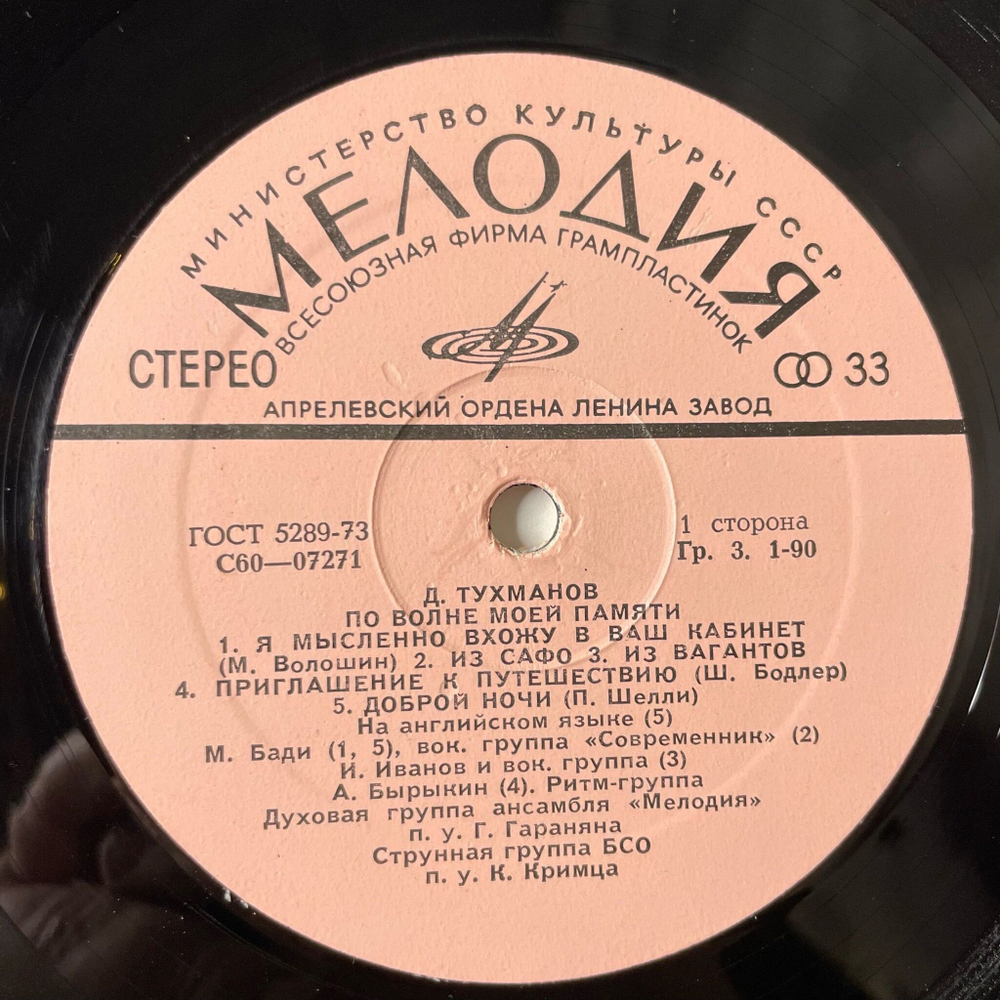 МИНИСТЕРСТВО КУЛЬТУРЫ СССР
МЕЛОДИЯ
ВСЕСОЮЗНАЯ ФИРМА ГРАМПЛАСТИНОК
СТЕРЕО
33
АПРЕЛЕВСКИЙ ОРДЕНА ЛЕНИНА ЗАВОД
ГОСТ 5289-73
С60—07271
1 сторона
Гр. 3. 1-90
Д. ТУХМАНОВ
ПО ВОЛНЕ МОЕЙ ПАМЯТИ
1. Я МЫСЛЕННО ВХОЖУ В ВАШ КАБИНЕТ
(М. Волошин) 2. ИЗ САФО 3. ИЗ ВАГАНТОВ
4. ПРИГЛАШЕНИЕ К ПУТЕШЕСТВИЮ (Ш. Бодлер)
5. ДОБРОЙ НОЧИ (П. Шелли)
На английском языке (5)
М. Бади (1, 5), вок. группа «Современник» (2)
И. Иванов и вок. группа (3)
А. Бырыкин (4). Ритм-группа
Духовая группа ансамбля «Мелодия»
п. у. Г. Гараняна
Струнная группа БСО
п. у. К. Кримца